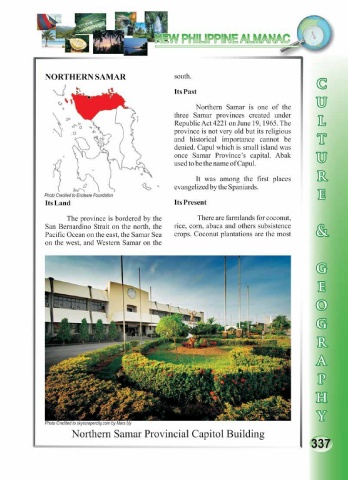 NEW PHILIPPINE ALMANAC
NORTHERN SAMAR
Photo Credited to Endears Foundation
Its Land
The province is bordered by the
San Bernardino Strait on the north, the
Pacific Ocean on the east, the Samar Sea
on the west, and Western Samar on the
south.
Its Past
Northern Samar is one of the
three Samar provinces created under
Republic Act 4221 on June 19, 1965. The
province is not very old but its religious
and historical importance cannot be
denied. Capul which is small island was
once Samar Province's capital. Abak
used to be the name of Capul.
It was among the first places
evangelized by the Spaniards.
Its Present
There are farmlands for coconut,
rice, corn, abaca and others subsistence
crops. Coconut plantations are the most
Photo Credited to skyscrapercity.com by
Northern Samar Provincial Capitol Building
CULTURE
&
GEOGRAPHY
337